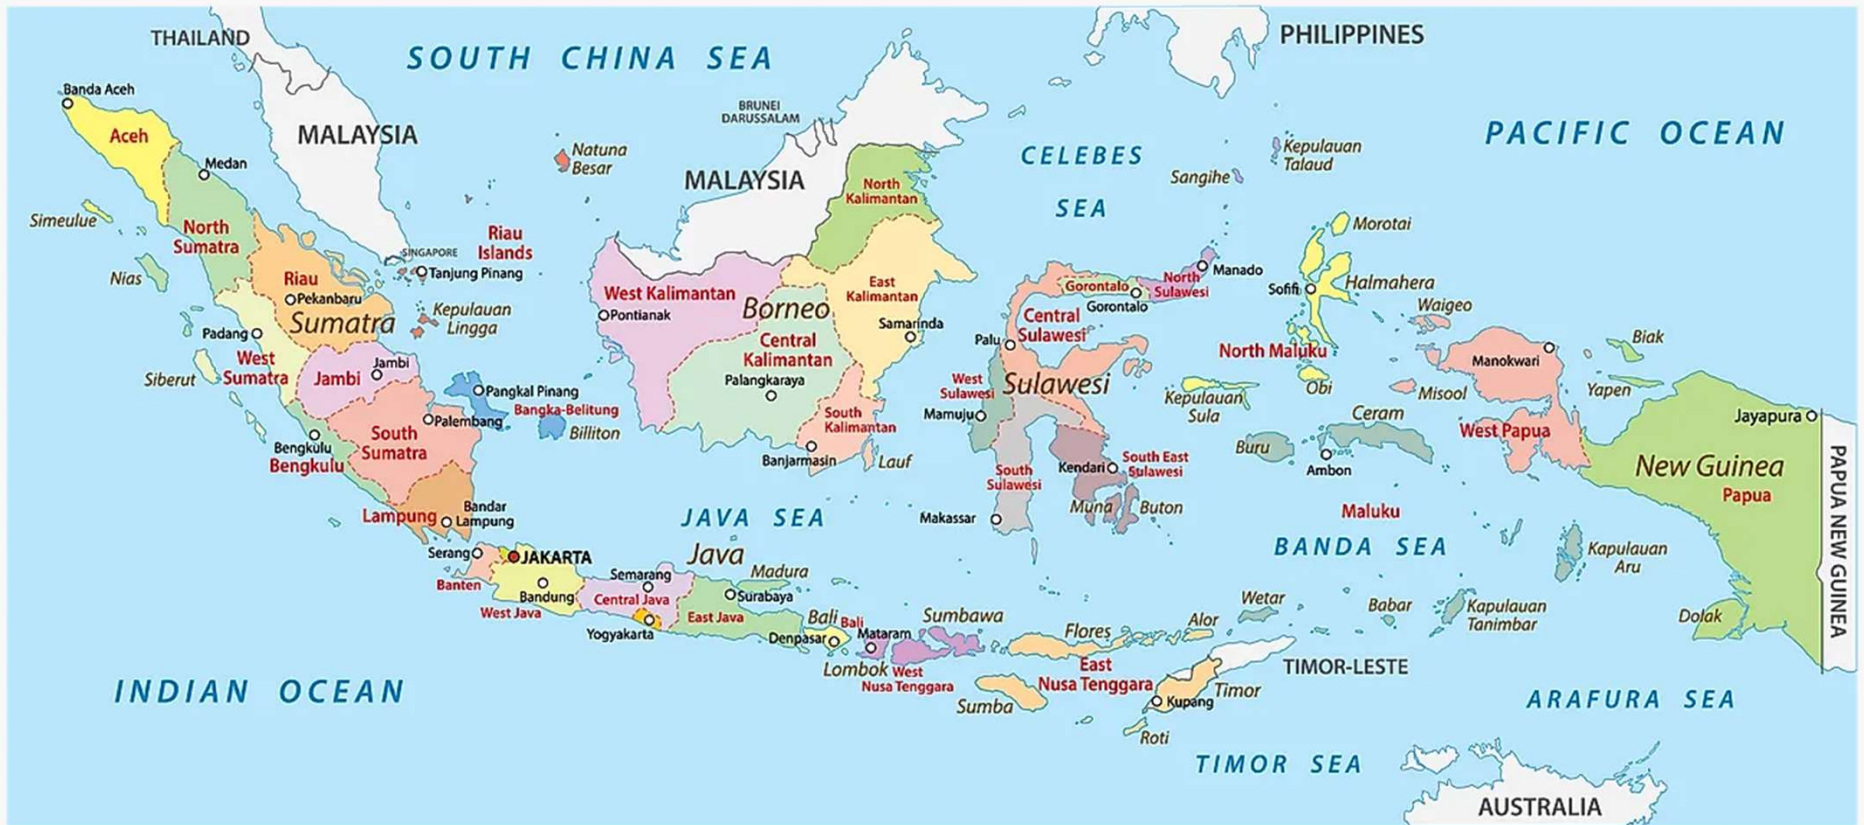 THAILAND
SOUTH CHINA SEA
PHILIPPINES
Banda Aceh
Aceh
MALAYSIA
BRUNEI
DARUSSALAM
PACIFIC OCEAN
Medan
Natuna
Besar
MALAYSIA
CELEBES
SEA
Kepulauan
Talaud
Sangihe
North
Kalimantan
Simeulue
North
Sumatra
Riau
Islands
SINGAPORE
Tanjung Pinang
Morotai
Nias
Riau
Pekanbaru
Sumatra
Kepulauan
Lingga
West Kalimantan
Pontianak
Borneo
East
Kalimantan
Samarinda
Central
Kalimantan
Palangkaraya
South
Kalimantan
Banjarmasin
Lauf
Gorontalo
Gorontalo
North
Sulawesi
Manado
Sofifi
Halmahera
Waigeo
Padang
West
Sumatra
Siberut
Jambi
Jambi
Pangkal Pinang
Bangka-Belitung
Billiton
Palembang
South
Sumatra
Bengkulu
Bengkulu
Lampung
Bandar
Lampung
Central
Sulawesi
Palu
Sulawesi
West
Sulawesi
Mamuju
South
Sulawesi
Makassar
Kendari
South East
Sulawesi
Muna
Buton
North Maluku
Obi
Kepulauan
Sula
Misool
Manokwari
Biak
Yapen
Ceram
Buru
Ambon
West Papua
Jayapura
New Guinea
Papua
PAPUA NEW GUINEA
Maluku
BANDA SEA
Kapulauan
Aru
JAVA SEA
Java
Serang
JAKARTA
Banten
Bandung
West Java
Semarang
Central Java
Yogyakarta
Madura
Surabaya
East Java
Bali
Bali
Denpasar
Mataram
Lombok
West
Nusa Tenggara
Sumbawa
Flores
Alor
Wetar
Babar
Kapulauan
Tanimbar
Dolak
East
Nusa Tenggara
Sumba
Kupang
Timor
Roti
TIMOR-LESTE
INDIAN OCEAN
ARAFURA SEA
TIMOR SEA
AUSTRALIA